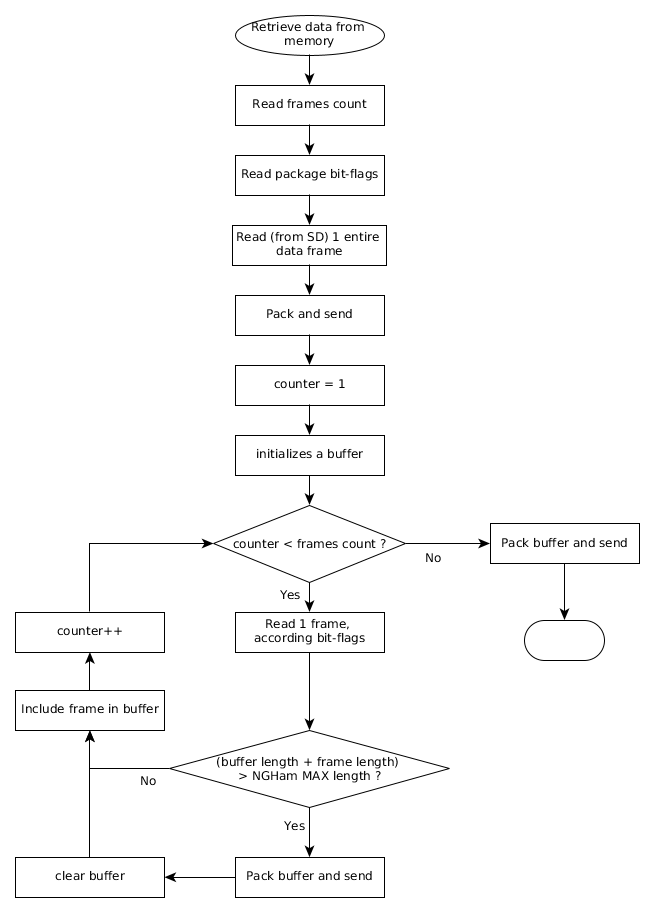 Retrieve data from
memory
Read frames count
Read package bit-flags
Read (from SD) 1 entire
data frame
Pack and send
counter = 1
initializes a buffer
counter < frames count ?
No
Pack buffer and send
Yes
Read 1 frame,
according bit-flags
counter++
Include frame in buffer
(buffer length + frame length)
> NGHam MAX length ?
No
Yes
Pack buffer and send
clear buffer